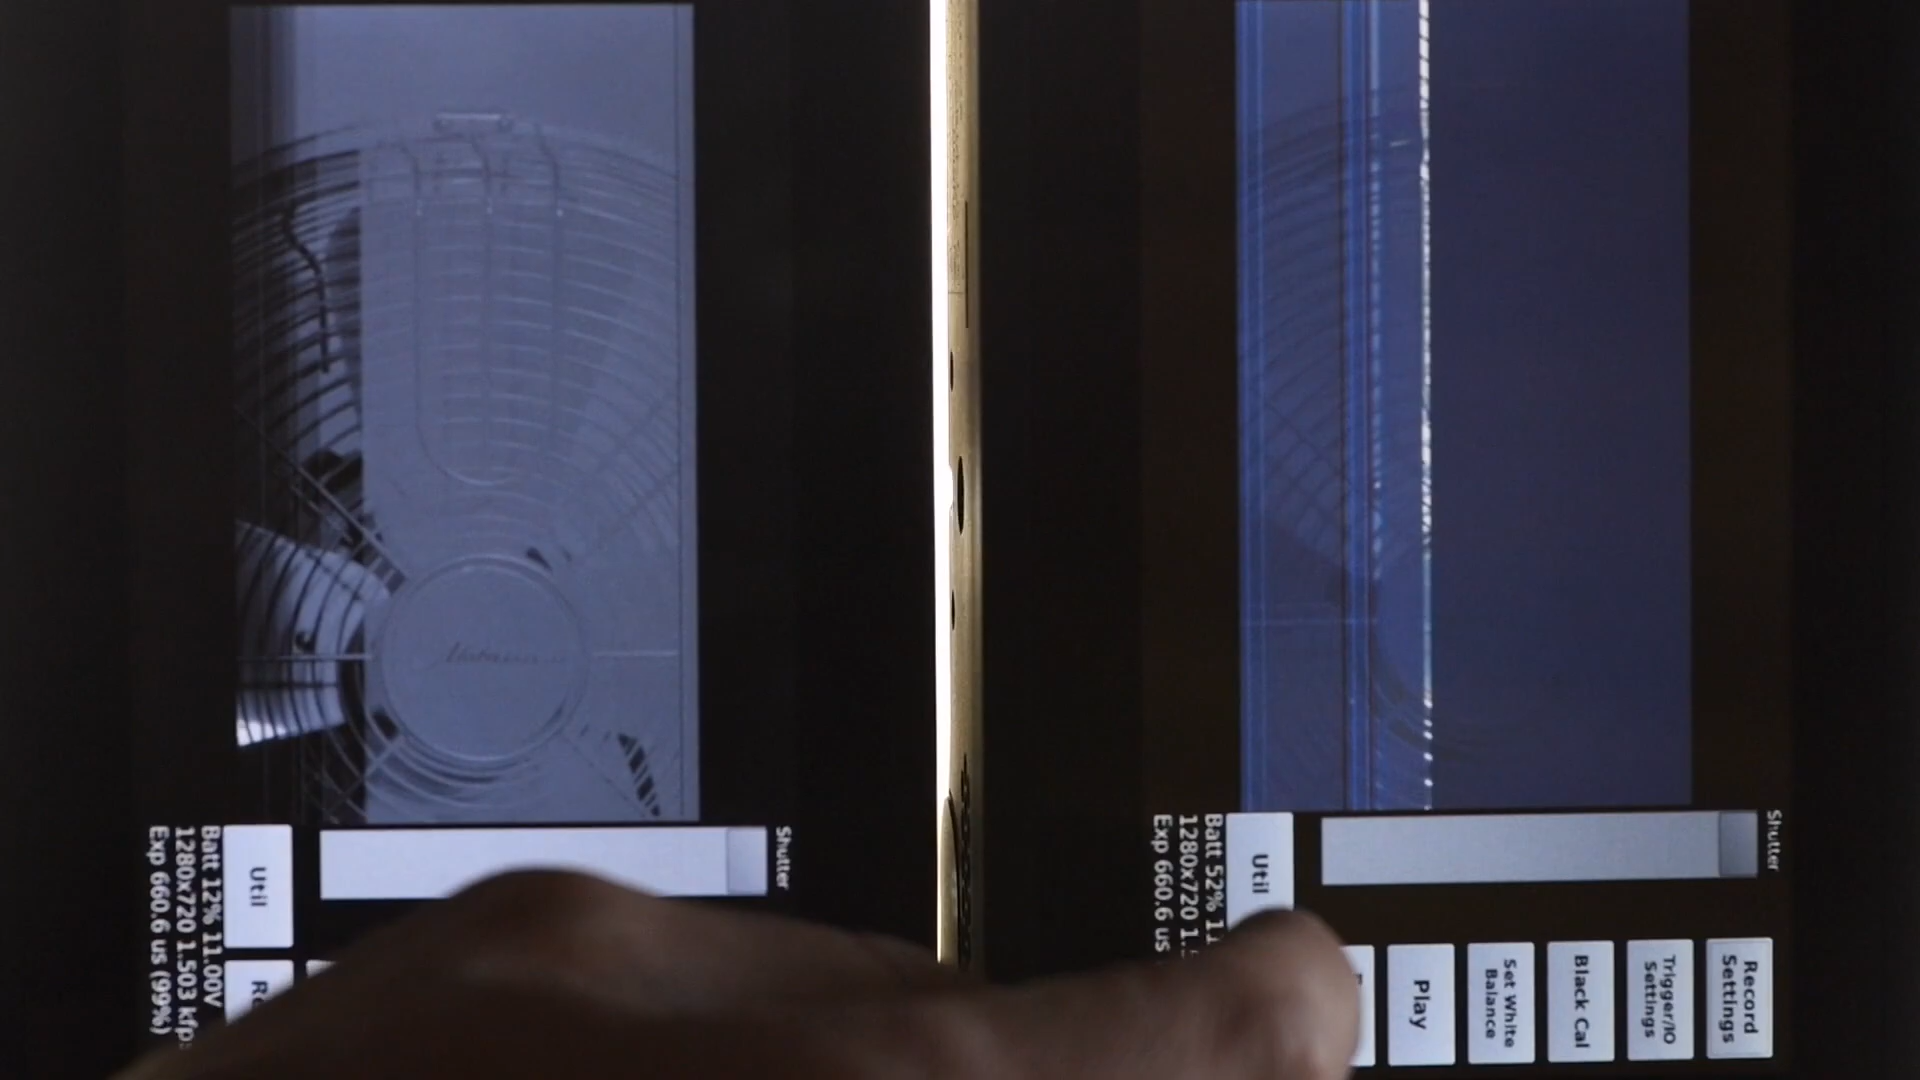 Shutter
Util
Batt 12% 11.00V
1280x720 1.503 kfp
Exp 660.6 us (99%)
Shutter
Util
Batt 52% 11
1280x720 1.
Exp 660.6 us
Record
Settings
Trigger/IO
Settings
Black Cal
Set White
Balance
Play